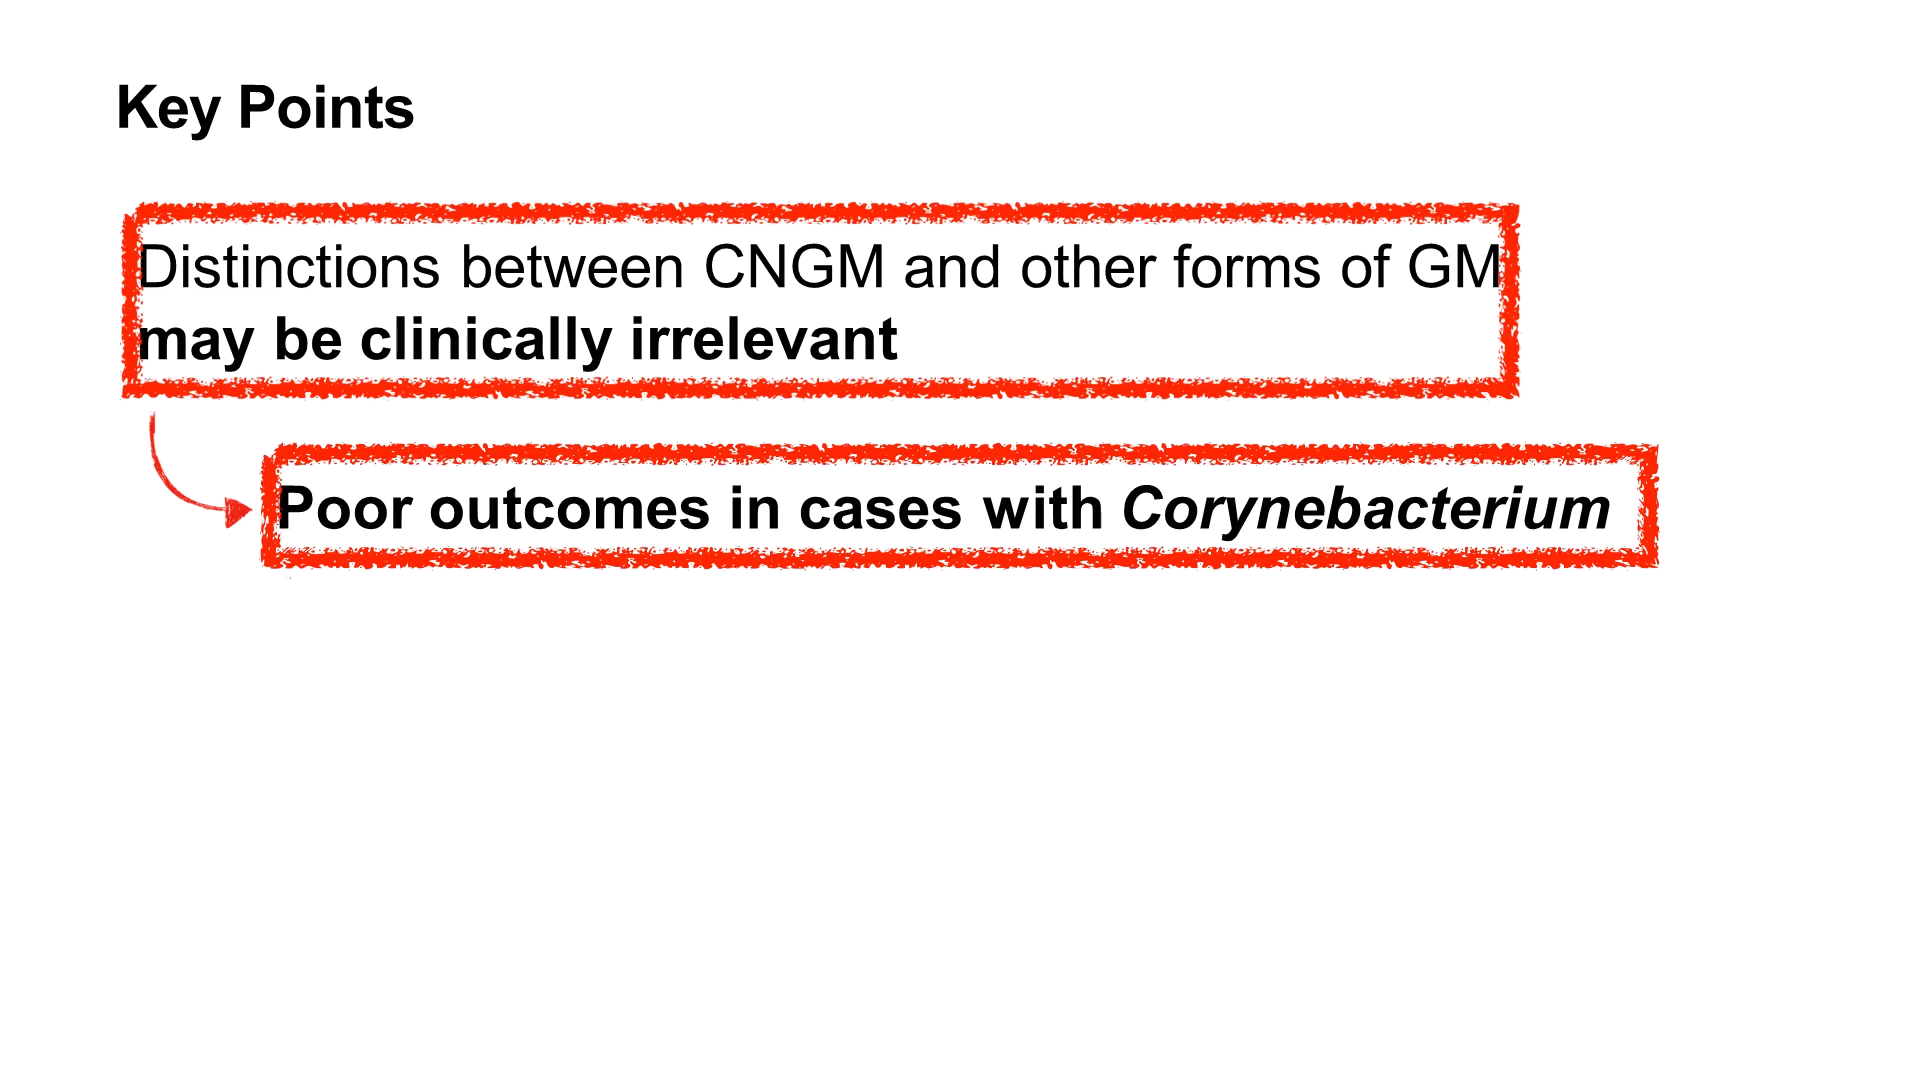 Key Points
Distinctions between CNGM and other forms of GM
may be clinically irrelevant
Poor outcomes in cases with Corynebacterium